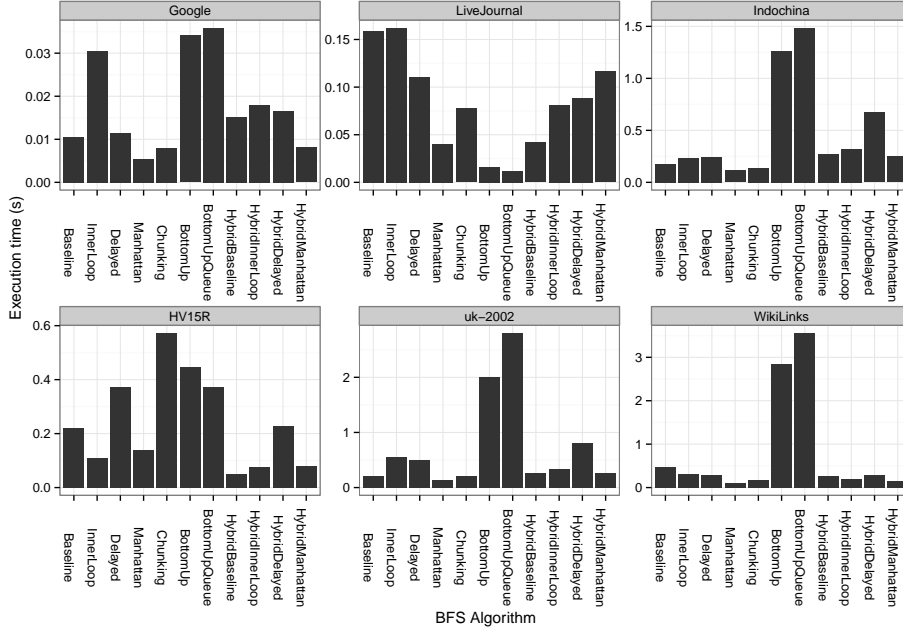 Google
LiveJournal
Indochina
0.03
0.02
0.01
0.00
0.15
0.10
0.05
0.00
1.5
1.0
0.5
0.0
Baseline
InnerLoop
Delayed
Manhattan
Chunking
BottomUp
BottomUpQueue
HybridBaseline
HybridInnerLoop
HybridDelayed
HybridManhattan
Baseline
InnerLoop
Delayed
Manhattan
Chunking
BottomUp
BottomUpQueue
HybridBaseline
HybridInnerLoop
HybridDelayed
HybridManhattan
Baseline
InnerLoop
Delayed
Manhattan
Chunking
BottomUp
BottomUpQueue
HybridBaseline
HybridInnerLoop
HybridDelayed
HybridManhattan
Execution time (s)
HV15R
uk−2002
WikiLinks
0.6
0.4
0.2
0.0
2
1
0
3
2
1
0
Baseline
InnerLoop
Delayed
Manhattan
Chunking
BottomUp
BottomUpQueue
HybridBaseline
HybridInnerLoop
HybridDelayed
HybridManhattan
Baseline
InnerLoop
Delayed
Manhattan
Chunking
BottomUp
BottomUpQueue
HybridBaseline
HybridInnerLoop
HybridDelayed
HybridManhattan
Baseline
InnerLoop
Delayed
Manhattan
Chunking
BottomUp
BottomUpQueue
HybridBaseline
HybridInnerLoop
HybridDelayed
HybridManhattan
BFS Algorithm